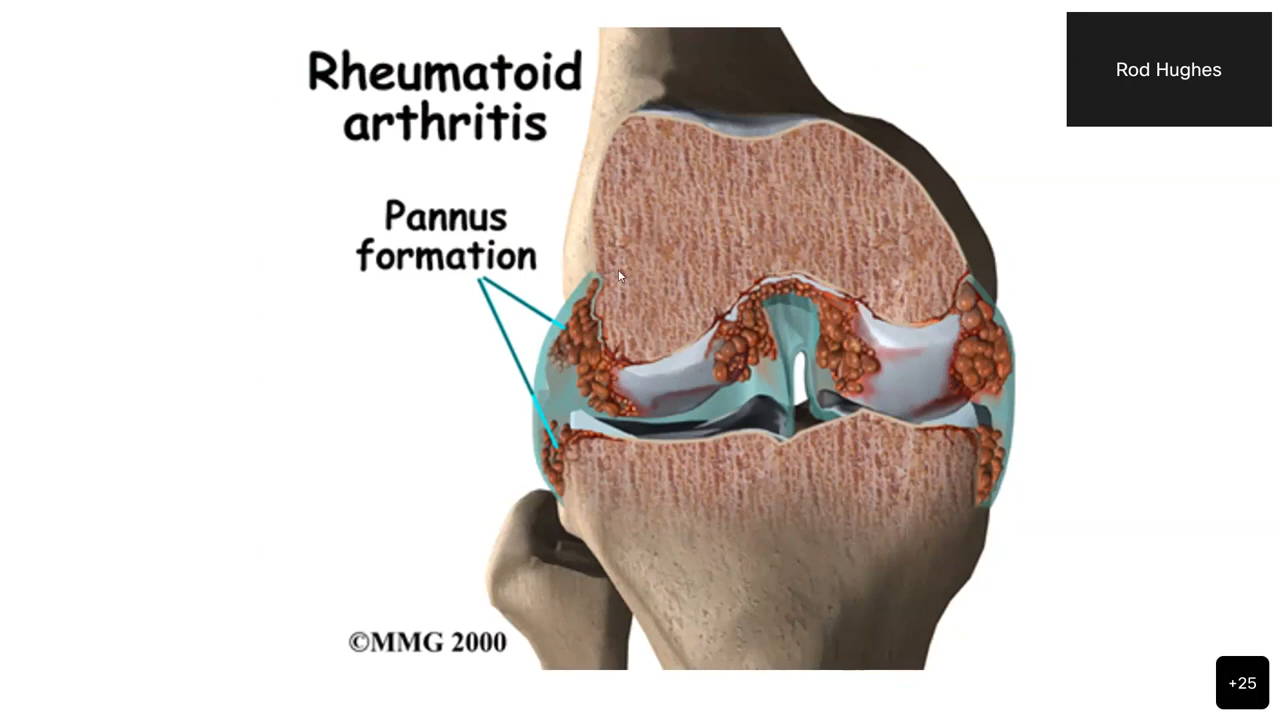 Rheumatoid
arthritis
Rod Hughes
Pannus
formation
©MMG 2000
+25